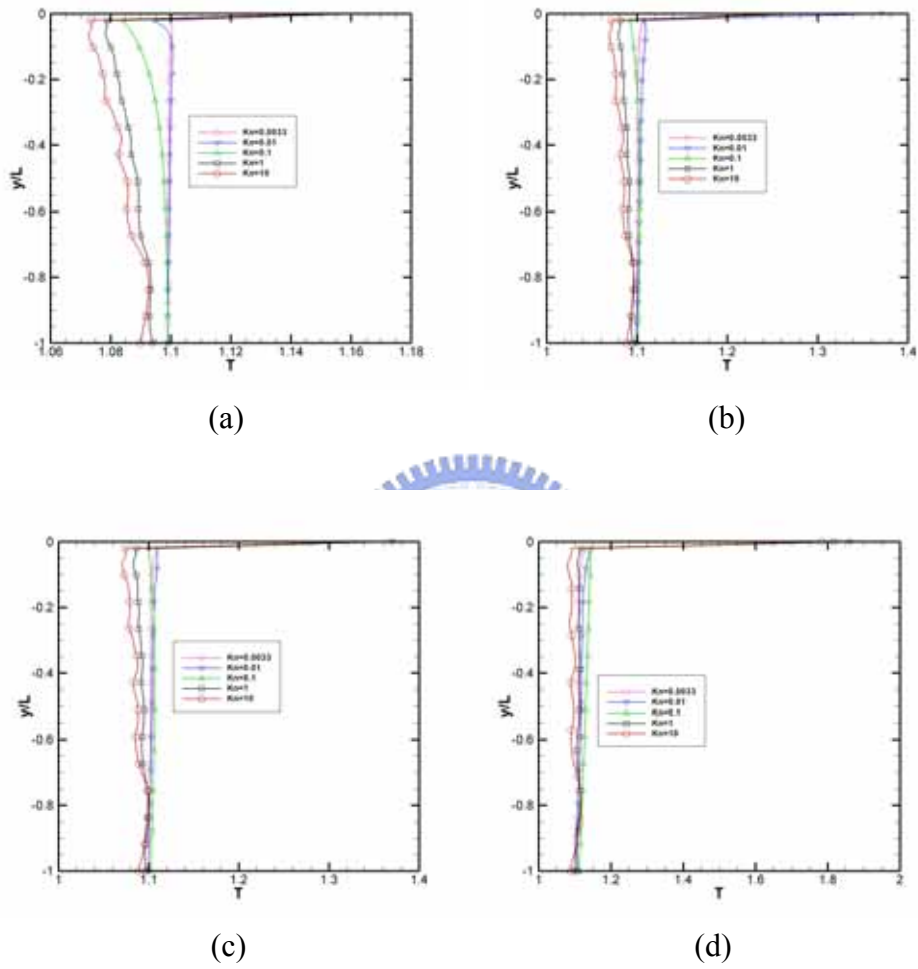 0
-0.2
-0.4
-0.6
-0.8
-1
y/L
1.06 1.08 1.1 1.12 1.14 1.16 1.18
T
Kn=0.0033
Kn=0.01
Kn=0.1
Kn=1
Kn=10
(a)
0
-0.2
-0.4
-0.6
-0.8
-1
y/L
1 1.1 1.2 1.3 1.4
T
Kn=0.0033
Kn=0.01
Kn=0.1
Kn=1
Kn=10
(b)
0
-0.2
-0.4
-0.6
-0.8
-1
y/L
1 1.1 1.2 1.3 1.4
T
Kn=0.0033
Kn=0.01
Kn=0.1
Kn=1
Kn=10
(c)
0
-0.2
-0.4
-0.6
-0.8
-1
y/L
1 1.2 1.4 1.6 1.8 2
T
Kn=0.0033
Kn=0.01
Kn=0.1
Kn=1
Kn=10
(d)